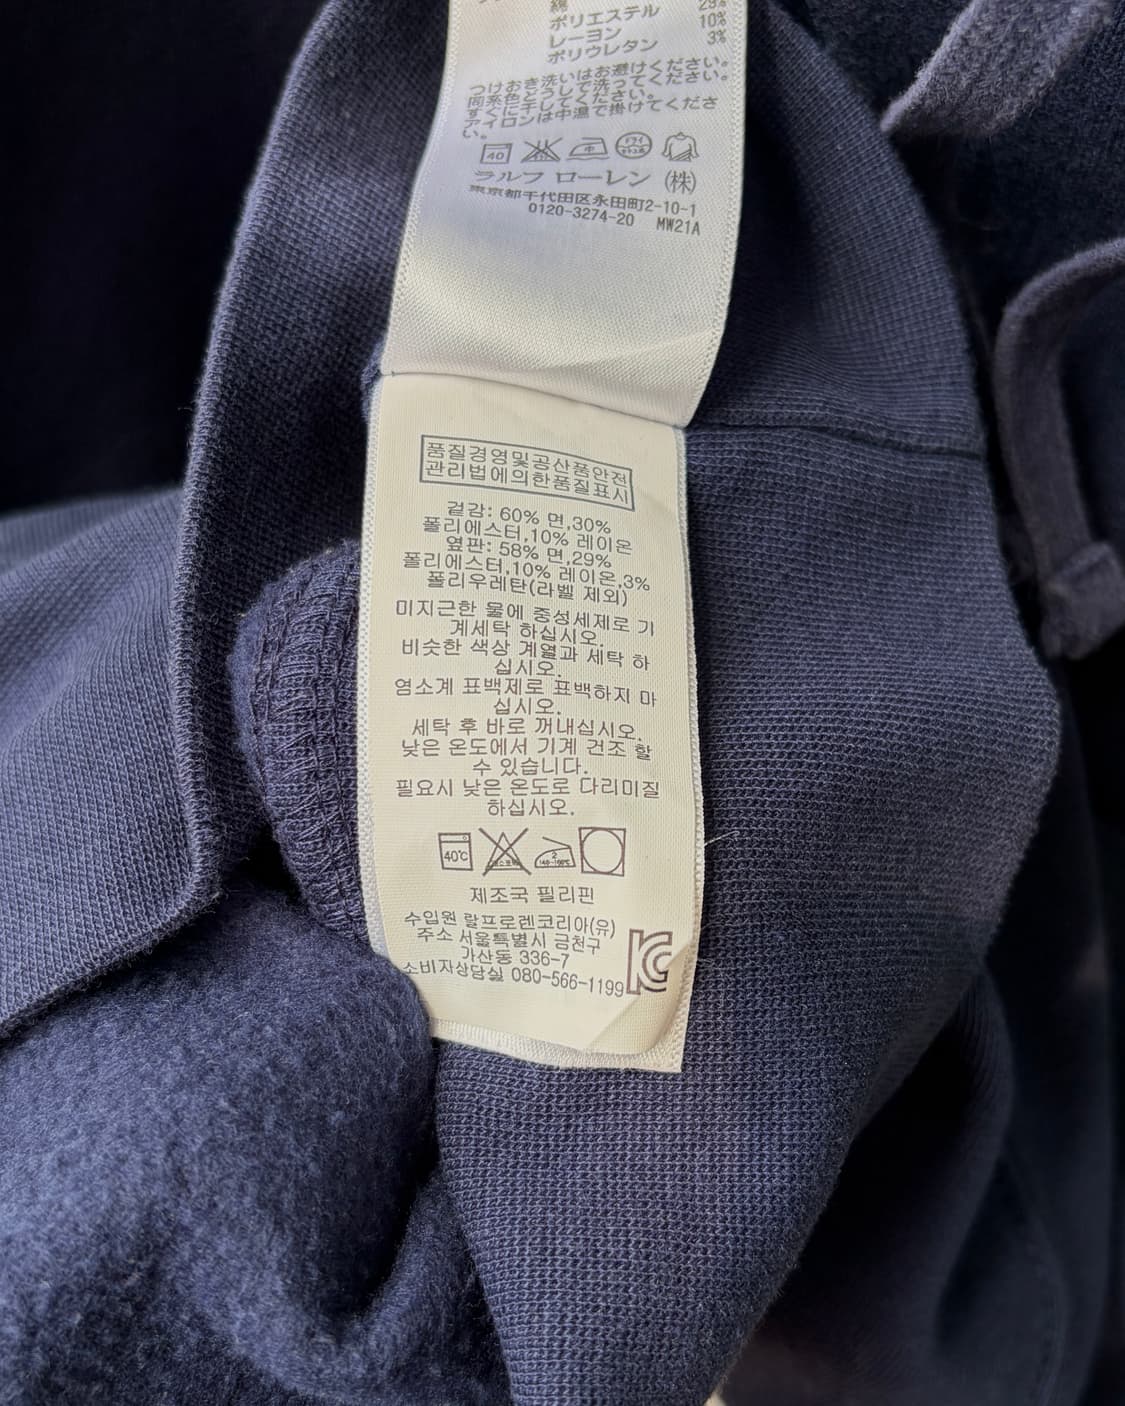 綿 29%
ポリエステル 10%
レーヨン 3%
ポリウレタン
つけおき洗いはお避けください。
同系色どうしで洗ってください。
すぐに干してください。
アイロンは中温で掛けてくださ
い。
40 ドライ
ラルフ ローレン (株)
東京都千代田区永田町2-10-1
0120-3274-20 MW21A
품질경영및공산품안전
관리법에의한품질표시
겉감: 60% 면,30%
폴리에스터,10% 레이온
옆판: 58% 면,29%
폴리에스터,10% 레이온,3%
폴리우레탄(라벨 제외)
미지근한 물에 중성세제로 기
계세탁 하십시오.
비슷한 색상 계열과 세탁 하
십시오.
염소계 표백제로 표백하지 마
십시오.
세탁 후 바로 꺼내십시오.
낮은 온도에서 기계 건조 할
수 있습니다.
필요시 낮은 온도로 다리미질
하십시오.
40℃ 2
제조국 필리핀
수입원 랄프로렌코리아(유)
주소 서울특별시 금천구
가산동 336-7
소비자상담실 080-566-1199